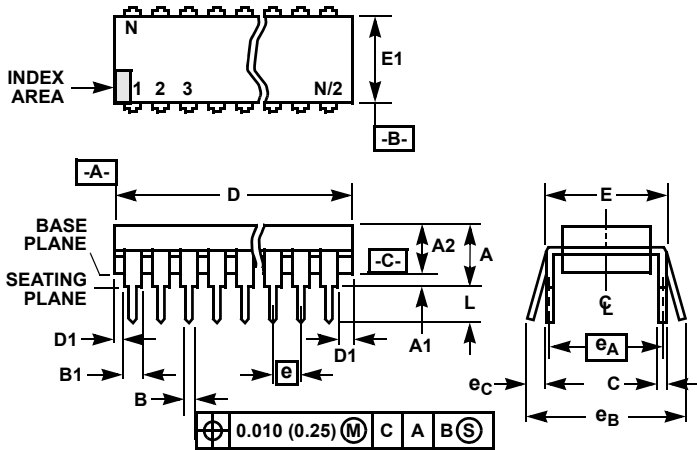 N
E1
INDEX
AREA
1 2 3 N/2
-B-
-A-
D
E
BASE
PLANE
A2
A
-C-
SEATING
PLANE
L
CL
D1
A1
D1
eA
B1
e
eC
C
B
eB
0.010 (0.25) M C A B S